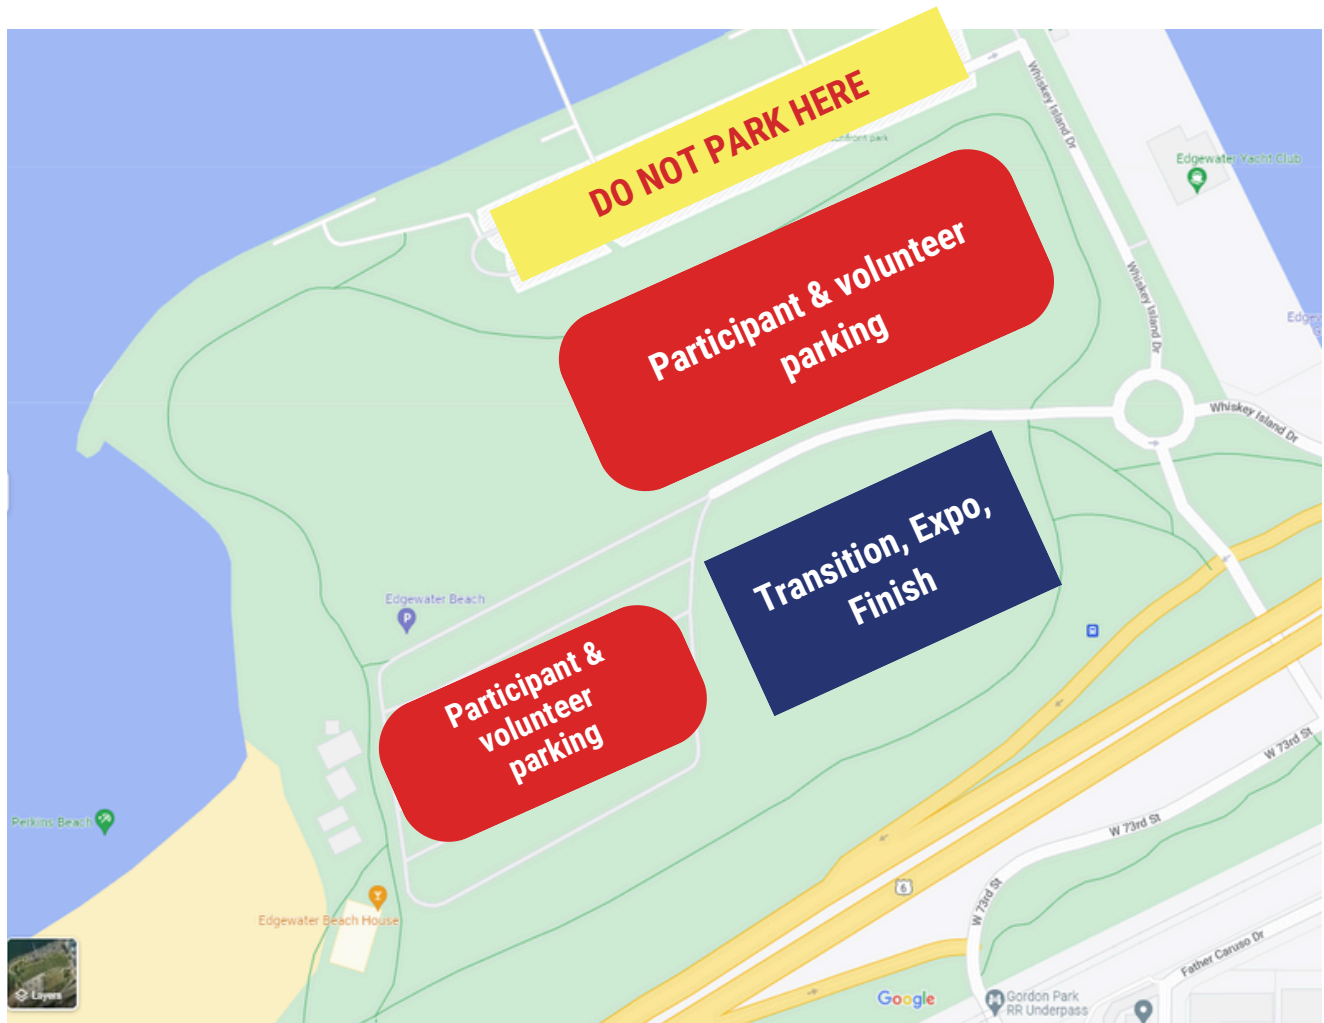 DO NOT PARK HERE
Whiskey Island Dr
Edgewater Yacht Club
Participant & volunteer
parking
Whiskey Island Dr
Whiskey Island Dr
Transition, Expo,
Finish
Edgewater Beach
P
Participant &
volunteer
parking
W 73rd St
W 73rd St
Perkins Beach
6
W 73rd St
Edgewater Beach House
Father Caruso Dr
Layers
Google
Gordon Park
RR Underpass